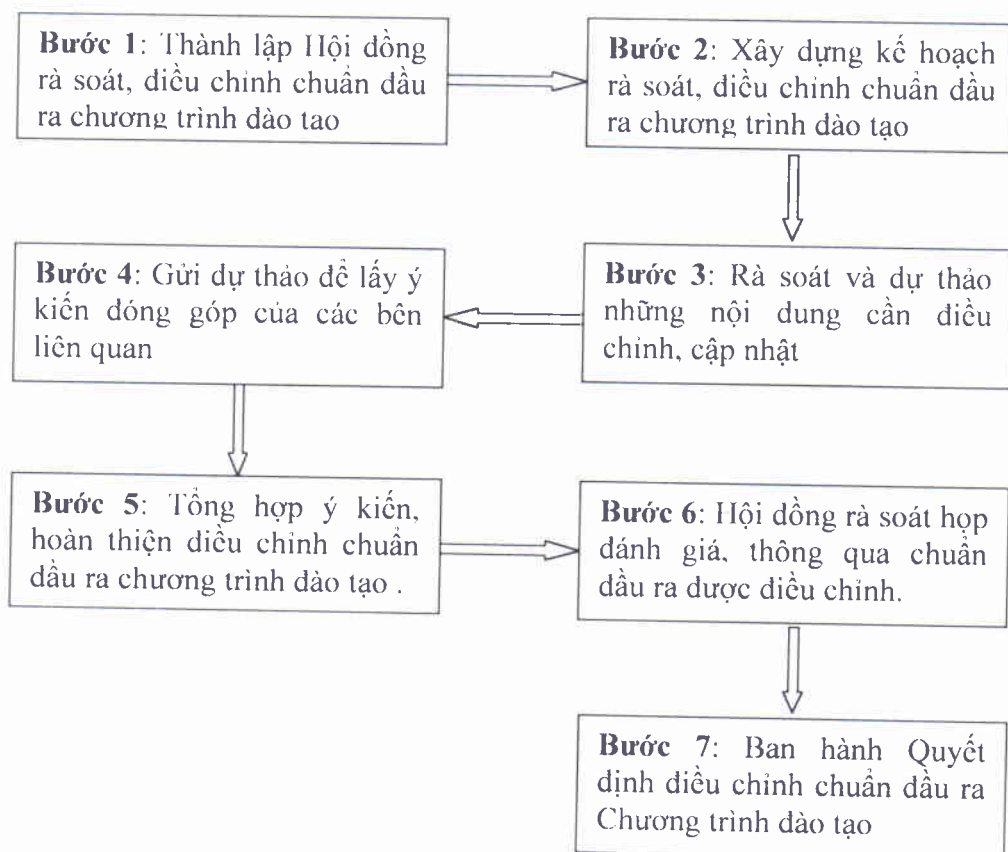 Bước 1: Thành lập Hội đồng
rà soát, điều chỉnh chuẩn đầu
ra chương trình đào tao
Bước 2: Xây dựng kế hoạch
rà soát, điều chỉnh chuẩn đầu
ra chương trình đào tạo
Bước 3: Rà soát và dự thảo
những nội dung cần điều
chỉnh, cập nhật
Bước 4: Gửi dự thảo để lấy ý
kiến đóng góp của các bên
liên quan
Bước 5: Tổng hợp ý kiến,
hoàn thiện điều chỉnh chuẩn
đầu ra chương trình đào tạo .
Bước 6: Hội đồng rà soát họp
đánh giá, thông qua chuẩn
đầu ra được điều chỉnh.
Bước 7: Ban hành Quyết
định điều chỉnh chuẩn đầu ra
Chương trình đào tạo